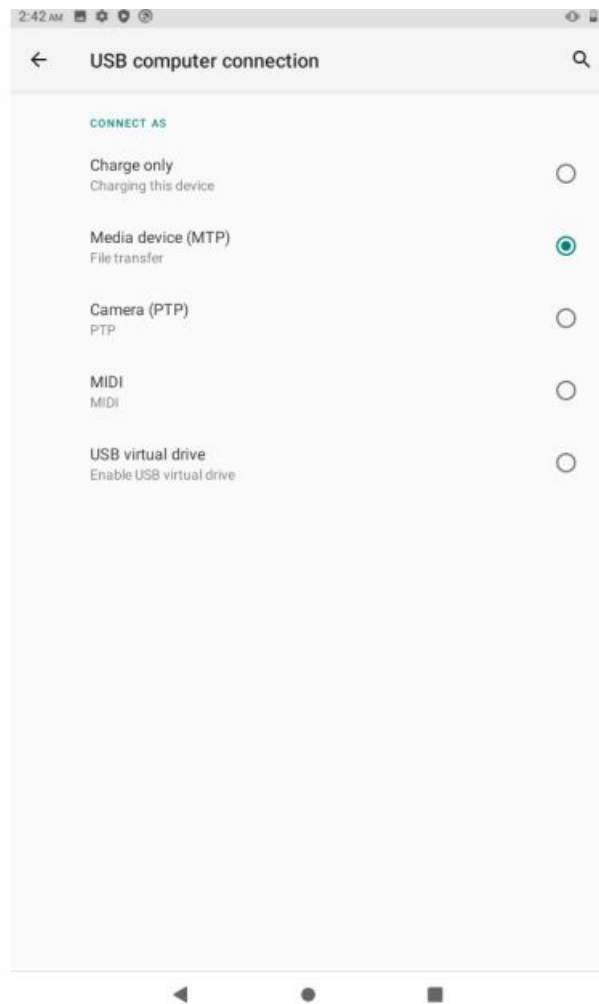 2:42 AM
USB computer connection
CONNECT AS
Charge only
Charging this device
Media device (MTP)
File transfer
Camera (PTP)
PTP
MIDI
MIDI
USB virtual drive
Enable USB virtual drive